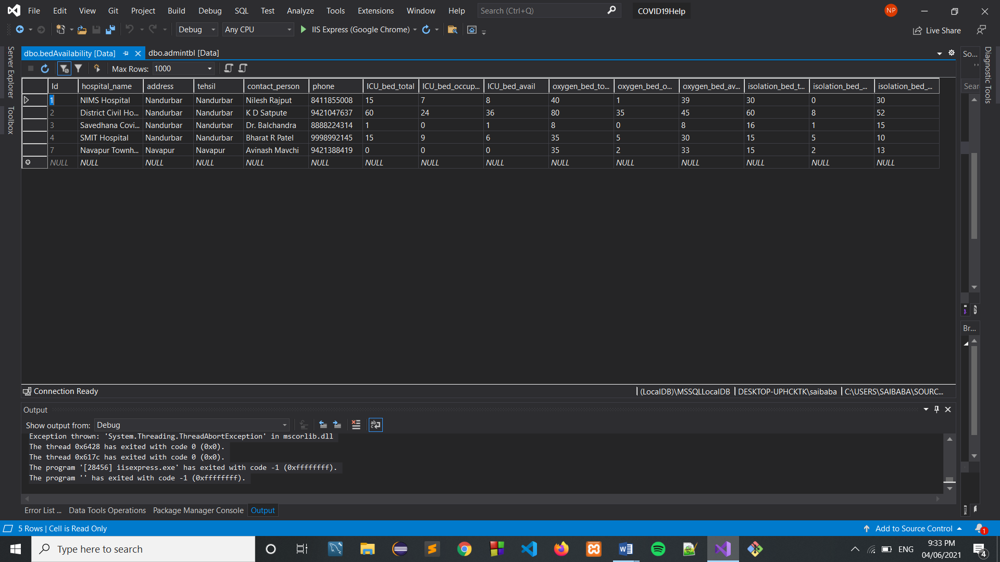 File Edit View Git Project Build Debug SQL Test Analyze Tools Extensions Window Help Search (Ctrl+Q) COVID19Help NP
Debug Any CPU IIS Express (Google Chrome) Live Share
Server Explorer
Toolbox
dbo.bedAvailability [Data] dbo.admintbl [Data]
Max Rows: 1000
Id hospital_name address tehsil contact_person phone ICU_bed_total ICU_bed_occup... ICU_bed_avail oxygen_bed_to... oxygen_bed_o... oxygen_bed_av... isolation_bed_t... isolation_bed_... isolation_bed_...
1 NIMS Hospital Nandurbar Nandurbar Nilesh Rajput 8411855008 15 7 8 40 1 39 30 0 30
2 District Civil Ho... Nandurbar Nandurbar K D Satpute 9421047637 60 24 36 80 35 45 60 8 52
3 Savedhana Covi... Nandurbar Nandurbar Dr. Balchandra 8888224314 1 0 1 8 0 8 16 1 15
4 SMIT Hospital Nandurbar Nandurbar Bharat R Patel 9998992145 15 9 6 35 5 30 15 5 10
7 Navapur Townh... Navapur Navapur Avinash Mavchi 9421388419 0 0 0 35 2 33 15 2 13
NULL NULL NULL NULL NULL NULL NULL NULL NULL NULL NULL NULL NULL NULL NULL
So...
Sear
Br...
Diagnostic Tools
Connection Ready (LocalDB)\MSSQLLocalDB DESKTOP-UPHCKTK\saibaba C:\USERS\SAIBABA\SOURC...
Output
Show output from: Debug
Exception thrown: 'System.Threading.ThreadAbortException' in mscorlib.dll
The thread 0x6428 has exited with code 0 (0x0).
The thread 0x617c has exited with code 0 (0x0).
The program '[28456] iisexpress.exe' has exited with code -1 (0xffffffff).
The program '' has exited with code -1 (0xffffffff).
Error List ... Data Tools Operations Package Manager Console Output
5 Rows | Cell is Read Only Add to Source Control 1
Type here to search ENG 9:33 PM
04/06/2021 4